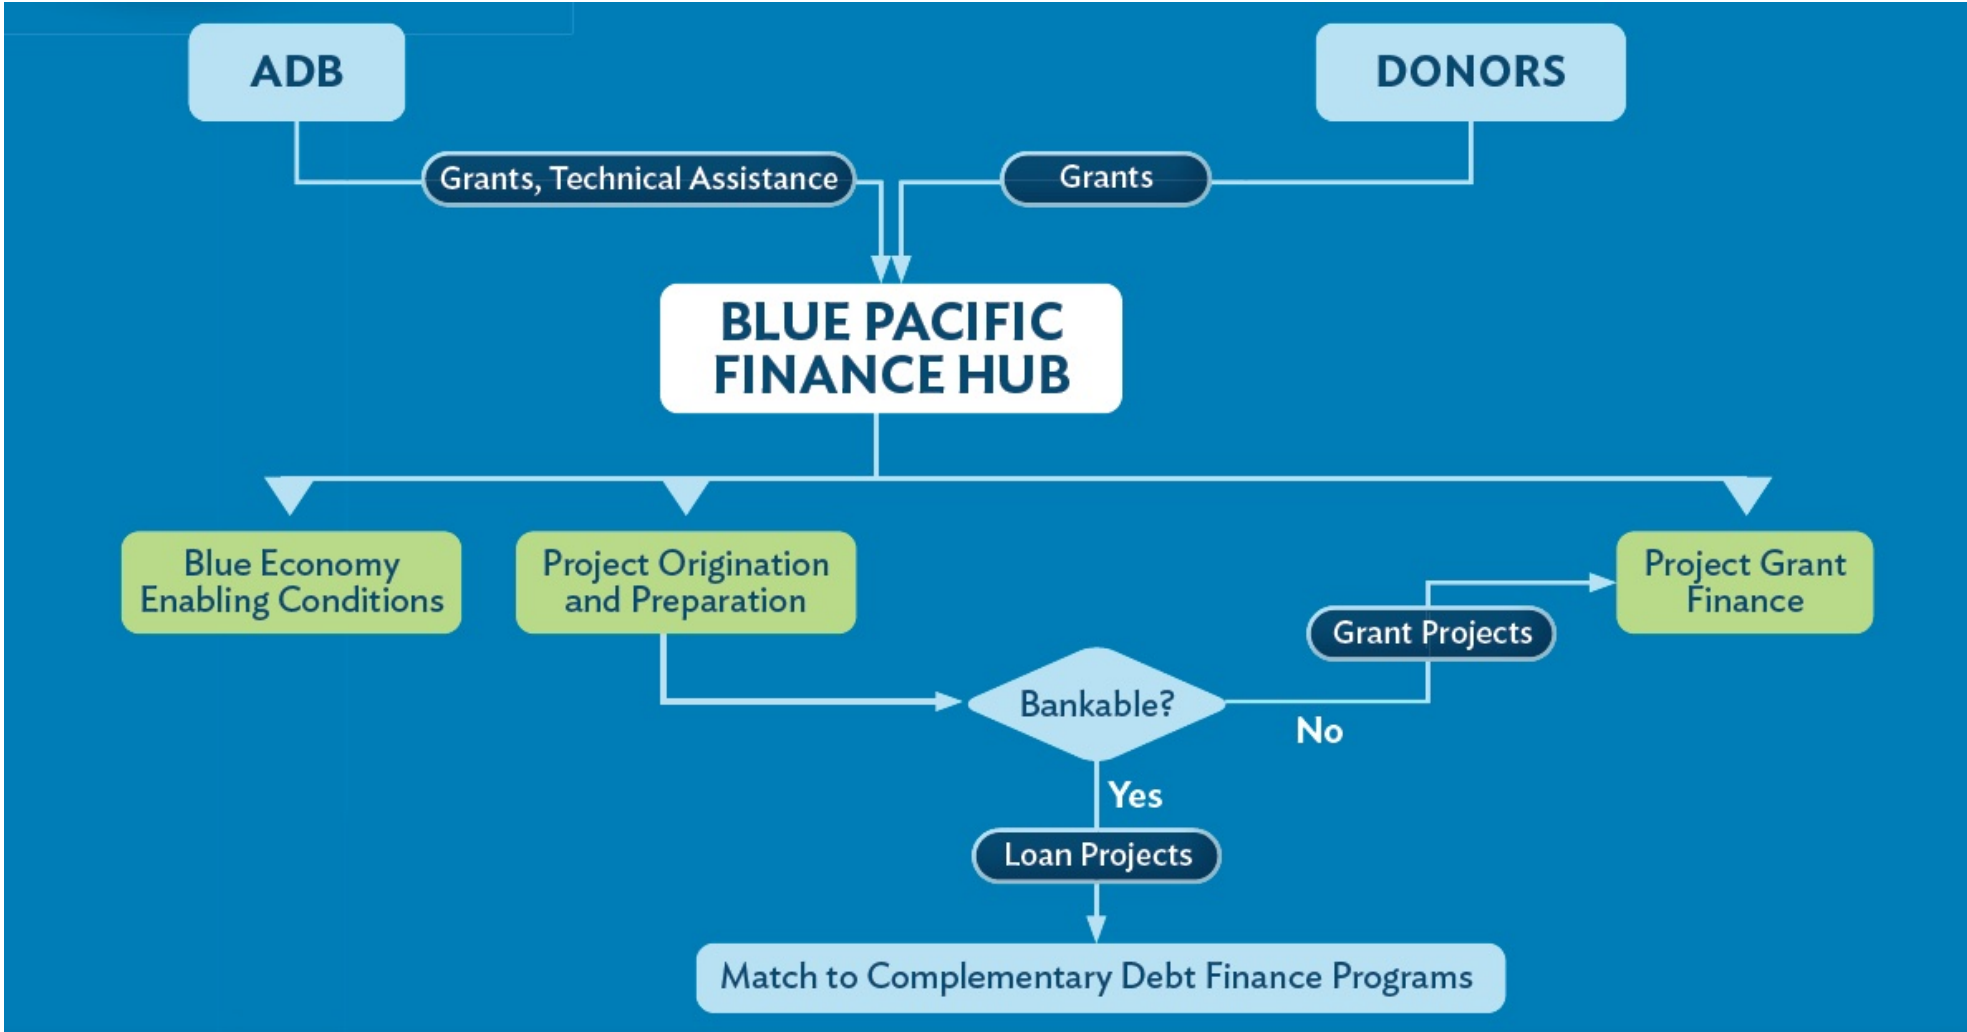 ADB
DONORS
Grants, Technical Assistance
Grants
BLUE PACIFIC
FINANCE HUB
Blue Economy
Enabling Conditions
Project Origination
and Preparation
Project Grant
Finance
Grant Projects
Bankable?
No
Yes
Loan Projects
Match to Complementary Debt Finance Programs